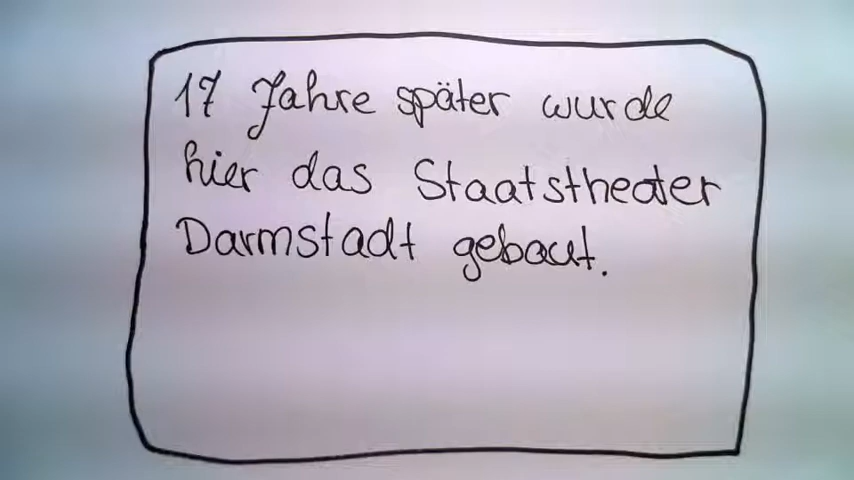 17 Jahre später wurde
hier das Staatstheater
Darmstadt gebaut.